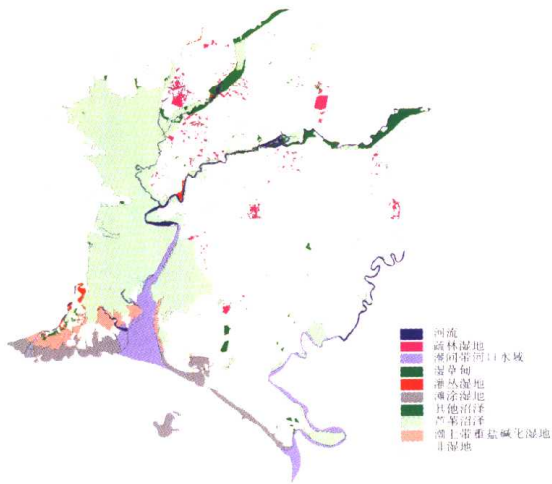 河流
疏林湿地
潮间带河口水域
湿草甸
灌丛湿地
滩涂湿地
其他沼泽
芦苇沼泽
潮上带重盐碱化湿地
非湿地